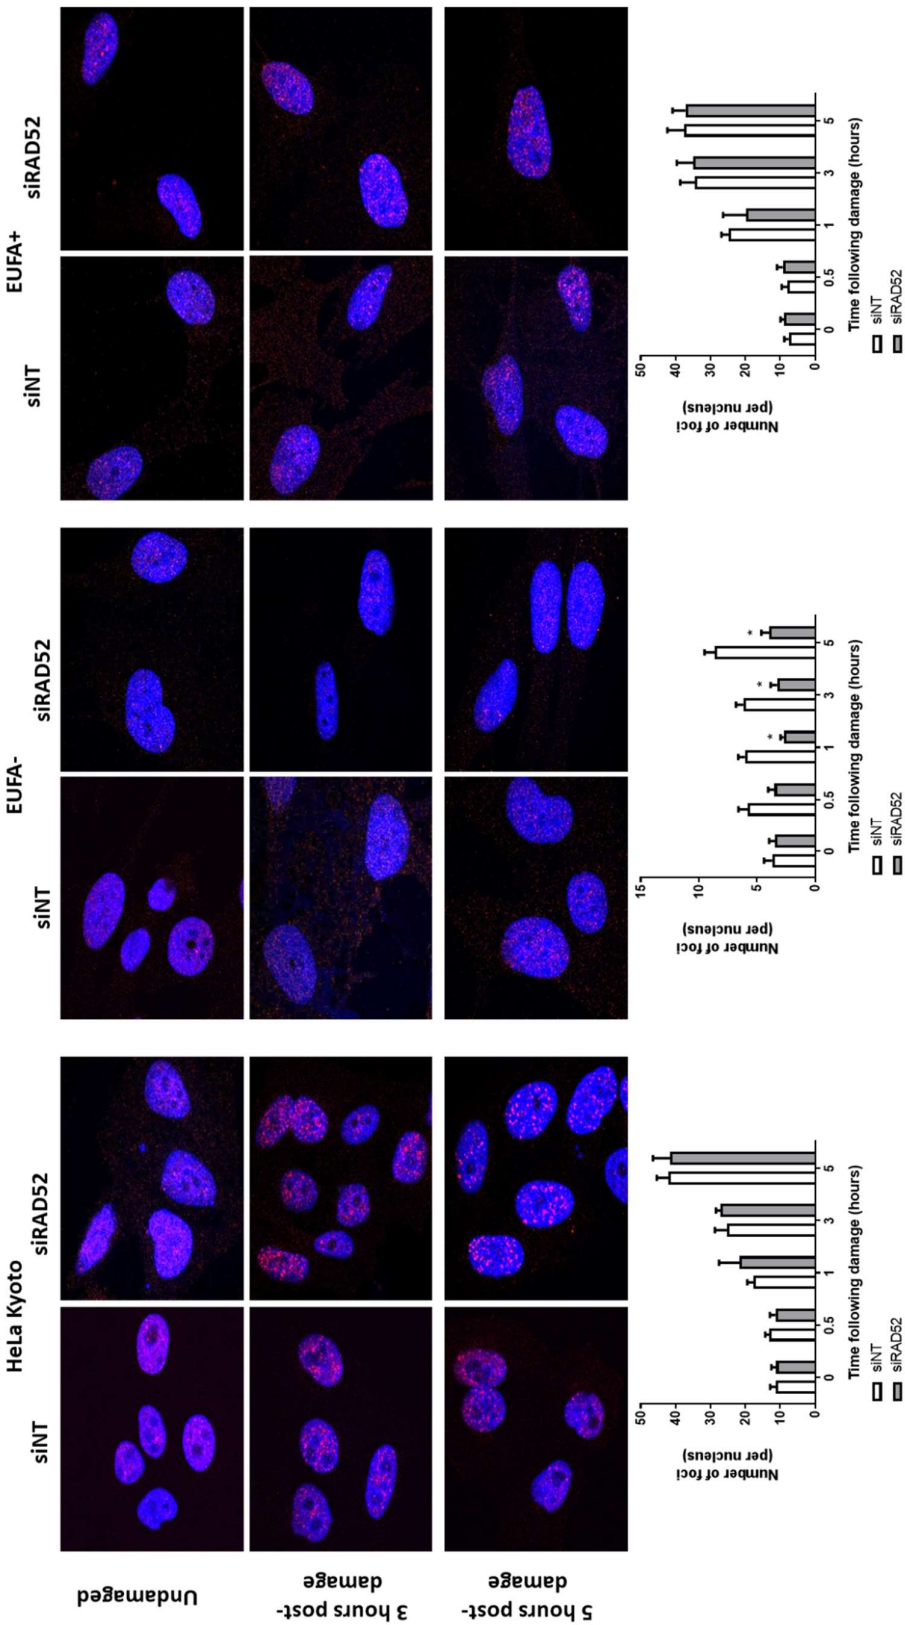 HeLa Kyoto
EUFA-
EUFA+
siNT
siRAD52
siNT
siRAD52
siNT
siRAD52
Undamaged
3 hours post-
damage
5 hours post-
damage
Number of foci
(per nucleus)
50
40
30
20
10
0
0
0.5
1
3
5
Time following damage (hours)
siNT
siRAD52
Number of foci
(per nucleus)
15
10
5
0
*
*
*
0
0.5
1
3
5
Time following damage (hours)
siNT
siRAD52
Number of foci
(per nucleus)
50
40
30
20
10
0
0
0.5
1
3
5
Time following damage (hours)
siNT
siRAD52